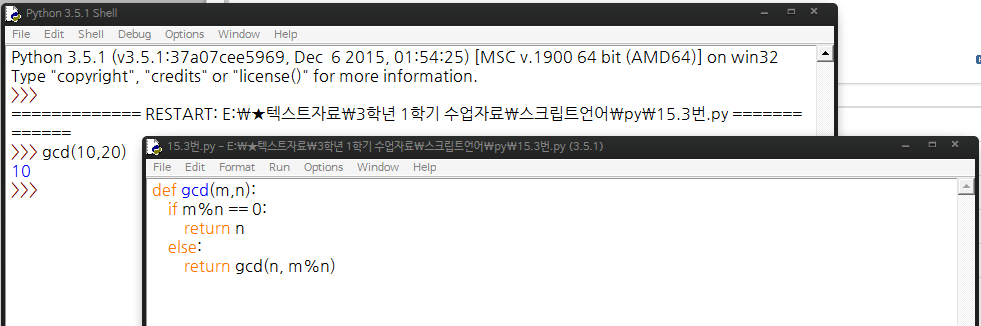 Python 3.5.1 Shell
File Edit Shell Debug Options Window Help
Python 3.5.1 (v3.5.1:37a07cee5969, Dec  6 2015, 01:54:25) [MSC v.1900 64 bit (AMD64)] on win32
Type "copyright", "credits" or "license()" for more information.
>>>
============= RESTART: E:₩★텍스트자료₩3학년 1학기 수업자료₩스크립트언어₩py₩15.3번.py =======
======
>>> gcd(10,20)
10
>>>
15.3번.py - E:₩★텍스트자료₩3학년 1학기 수업자료₩스크립트언어₩py₩15.3번.py (3.5.1)
File Edit Format Run Options Window Help
def gcd(m,n):
    if m%n == 0:
        return n
    else:
        return gcd(n, m%n)